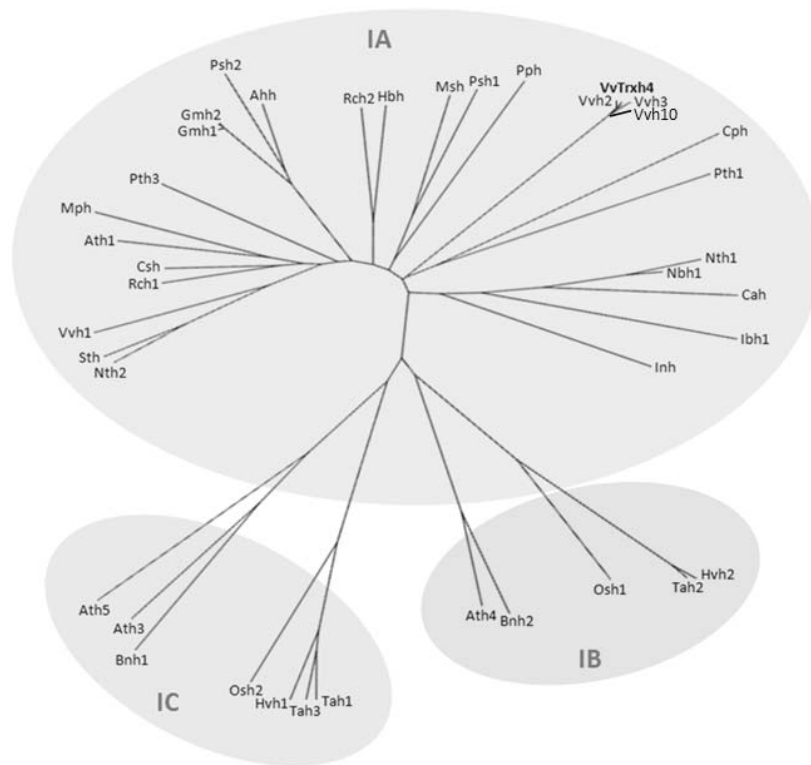 IA
Psh2
Ahh
Gmh2
Gmh1
Rch2
Hbh
Msh
Psh1
Pph
VvTrxh4
Vvh2
Vvh3
Vvh10
Cph
Pth1
Pth3
Mph
Ath1
Csh
Rch1
Vvh1
Sth
Nth2
Nth1
Nbh1
Cah
Ibh1
Inh
Ath5
Ath3
Bnh1
Osh2
Hvh1
Tah3
Tah1
IC
Ath4
Bnh2
Osh1
Tah2
Hvh2
IB